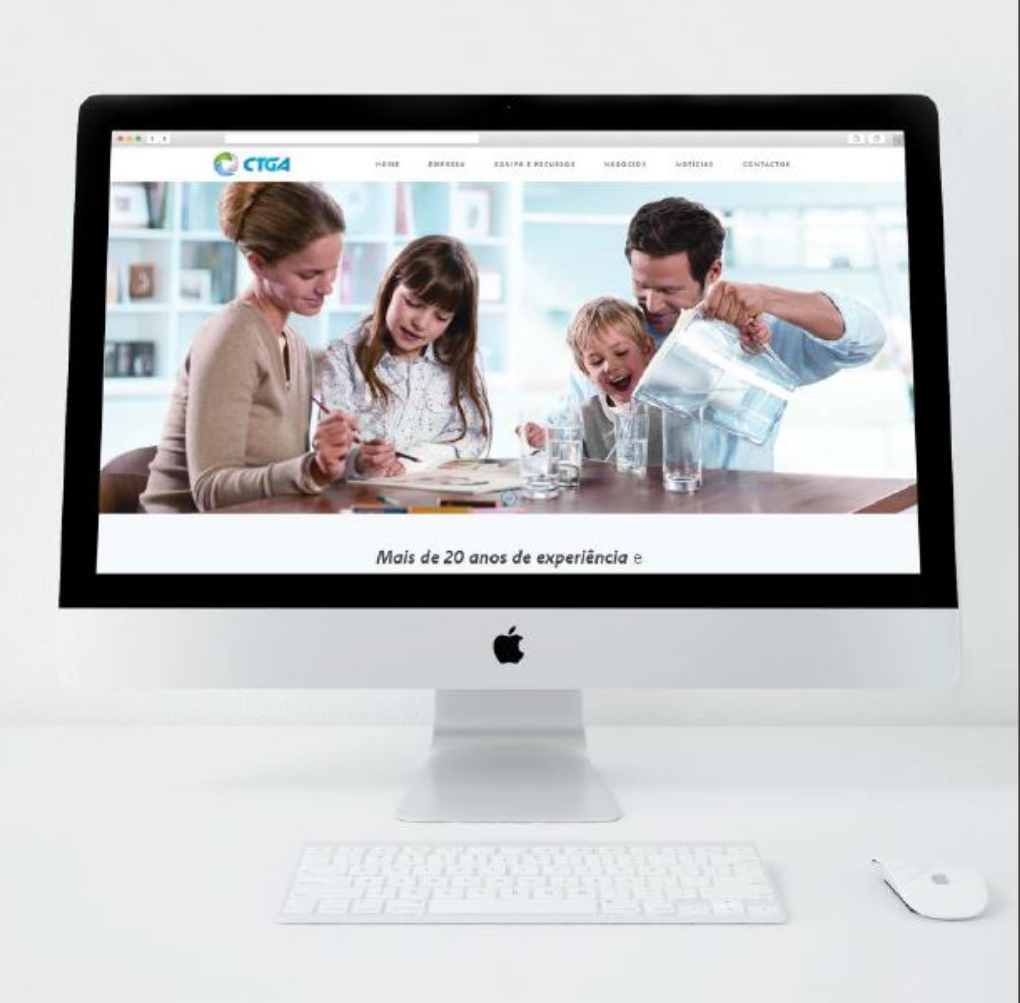 CTGA
HOME EMPRESA EQUIPA E RECURSOS NEGÓCIOS NOTÍCIAS CONTACTOS
Mais de 20 anos de experiência e